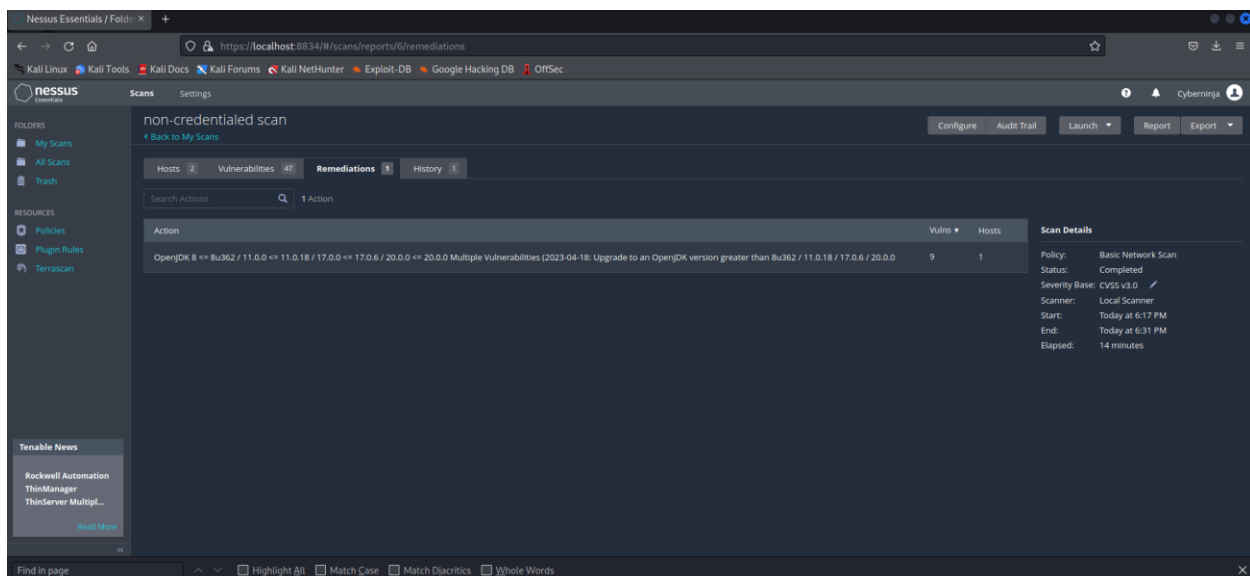 Nessus Essentials / Folde × +
https://localhost:8834/#/scans/reports/6/remediations
Kali Linux Kali Tools Kali Docs Kali Forums Kali NetHunter Exploit-DB Google Hacking DB OffSec
nessus Essentials Scans Settings Cyberninja
FOLDERS
My Scans
All Scans
Trash
RESOURCES
Policies
Plugin Rules
Terrascan
Tenable News
Rockwell Automation
ThinManager
ThinServer Multipl...
Read More
non-credentialed scan
Back to My Scans
Configure Audit Trail Launch Report Export
Hosts 2 Vulnerabilities 47 Remediations 1 History 1
Search Actions 1 Action
Action Vulns Hosts
OpenJDK 8 <= 8u362 / 11.0.0 <= 11.0.18 / 17.0.0 <= 17.0.6 / 20.0.0 <= 20.0.0 Multiple Vulnerabilities (2023-04-18: Upgrade to an OpenJDK version greater than 8u362 / 11.0.18 / 17.0.6 / 20.0.0 9 1
Scan Details
Policy: Basic Network Scan
Status: Completed
Severity Base: CVSS v3.0
Scanner: Local Scanner
Start: Today at 6:17 PM
End: Today at 6:31 PM
Elapsed: 14 minutes
Find in page Highlight All Match Case Match Diacritics Whole Words